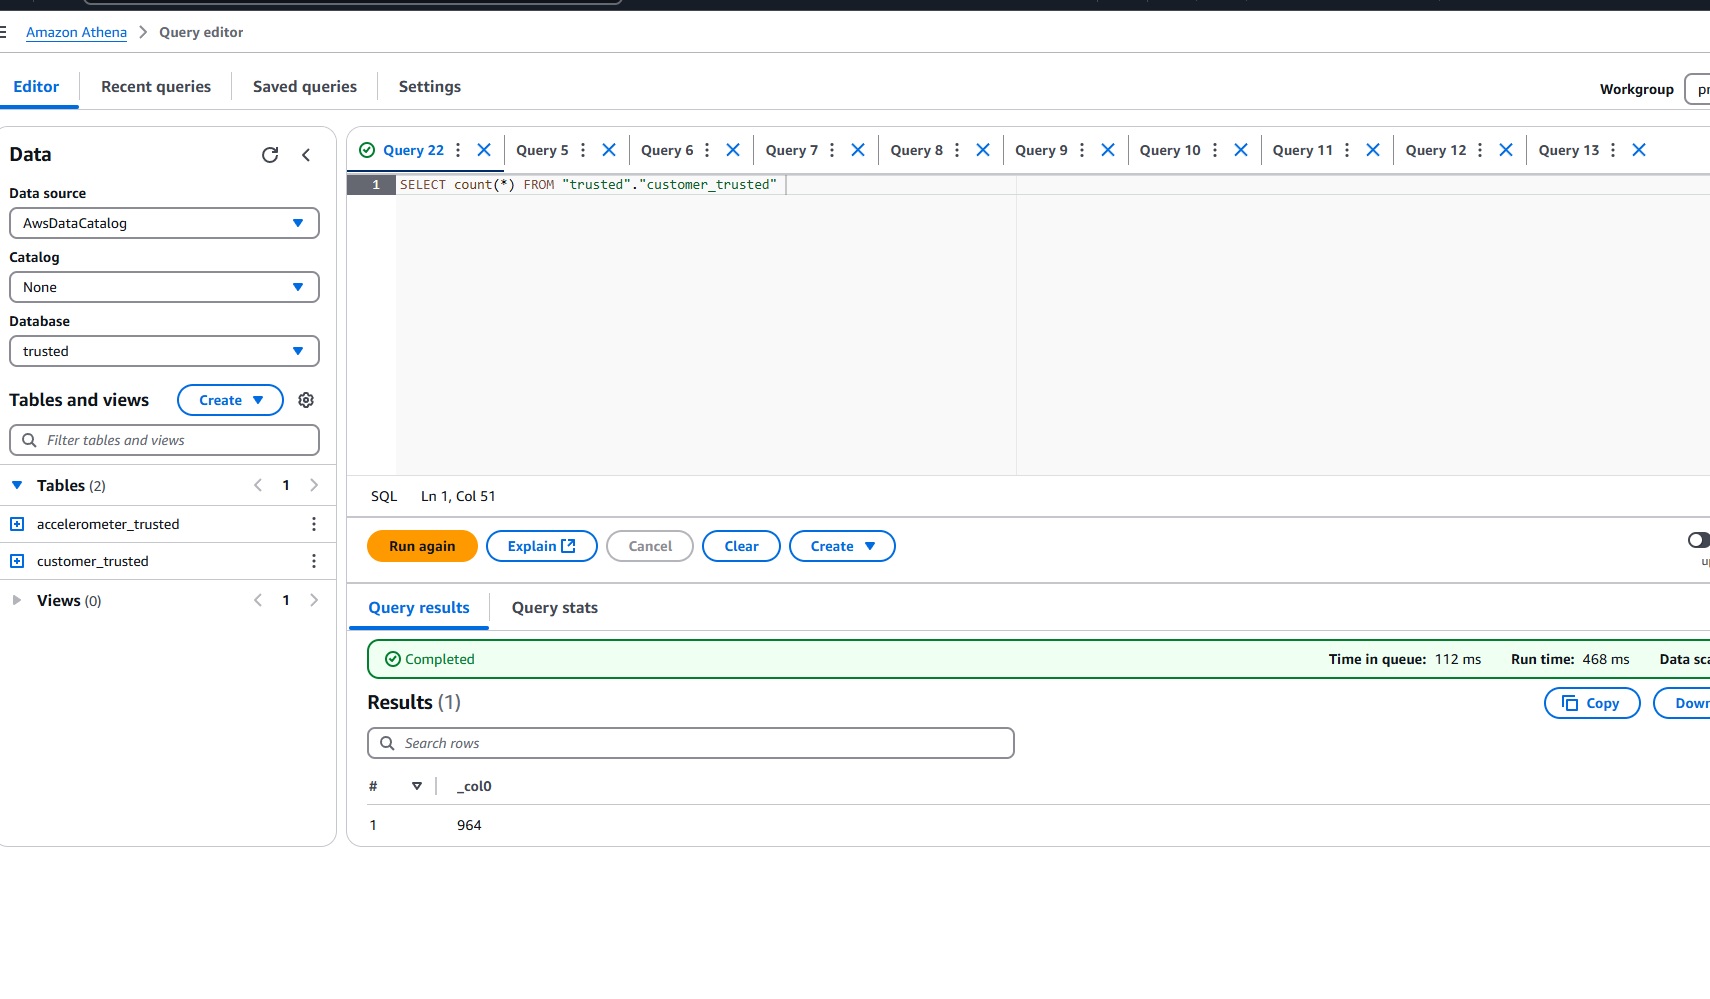 Amazon Athena > Query editor
Editor Recent queries Saved queries Settings
Workgroup
Data
Data source
AwsDataCatalog
Catalog
None
Database
trusted
Tables and views Create
Filter tables and views
Tables (2) 1
accelerometer_trusted
customer_trusted
Views (0) 1
Query 22 Query 5 Query 6 Query 7 Query 8 Query 9 Query 10 Query 11 Query 12 Query 13
1 SELECT count(*) FROM "trusted"."customer_trusted"
SQL Ln 1, Col 51
Run again Explain Cancel Clear Create
Query results Query stats
Completed Time in queue: 112 ms Run time: 468 ms Data
Results (1) Copy
Search rows
# _col0
1 964